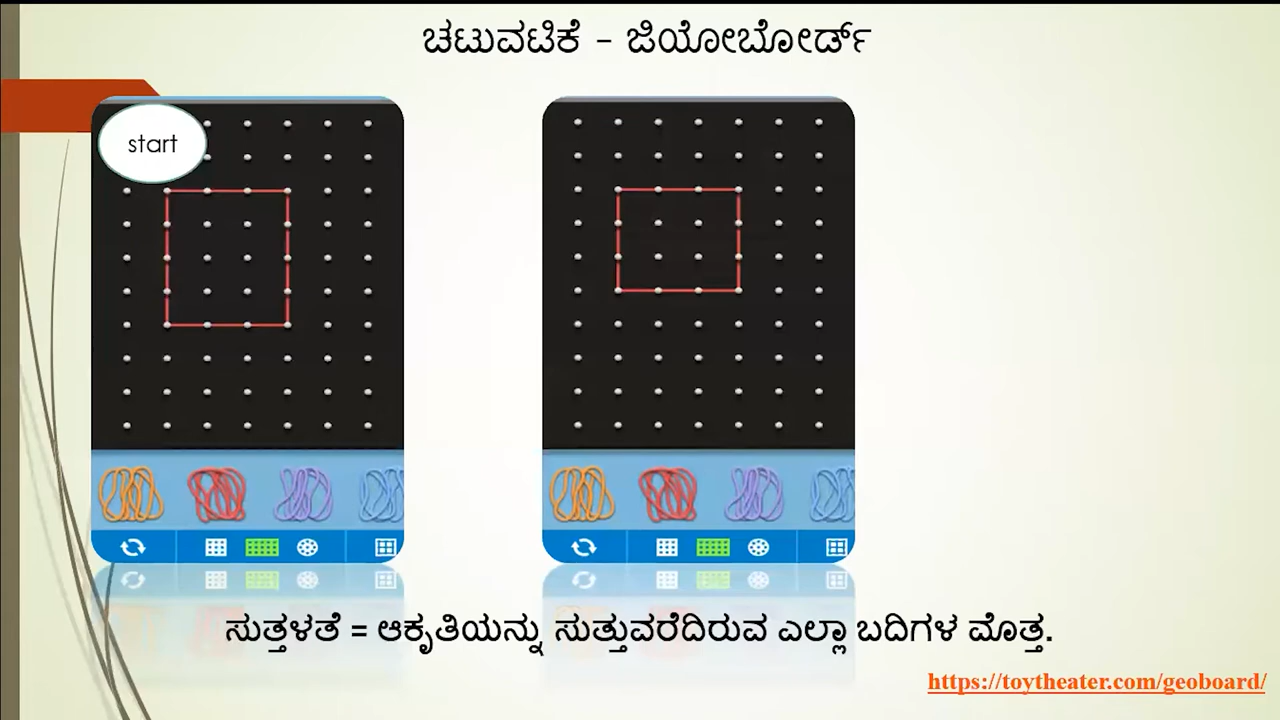 ಚಟುವಟಿಕೆ - ಜಿಯೋಬೋರ್ಡ್
start
ಸುತ್ತಳತೆ = ಆಕೃತಿಯನ್ನು ಸುತ್ತುವರೆದಿರುವ ಎಲ್ಲಾ ಬದಿಗಳ ಮೊತ್ತ.
https://toytheater.com/geoboard/